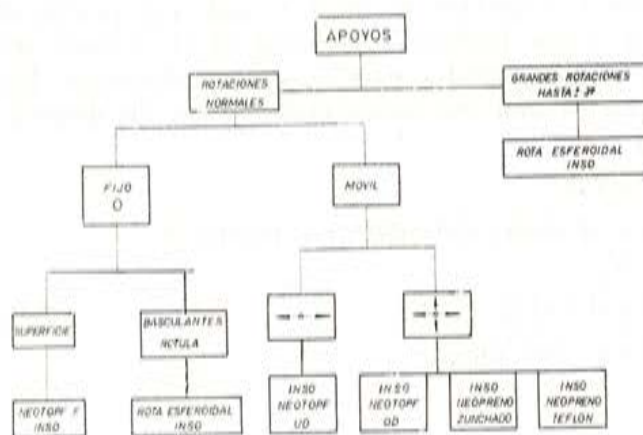 APOYOS
ROTACIONES
NORMALES
GRANDES ROTACIONES
HASTA ± 3º
ROTA ESFEROIDAL
INSO
FIJO
MOVIL
SUPERFICIE
BASCULANTES
ROTULA
NEOTOPF F
INSO
ROTA ESFEROIDAL
INSO
INSO
NEOTOPF
UD
INSO
NEOTOPF
OD
INSO
NEOPRENO
ZUNCHADO
INSO
NEOPRENO
TEFLON